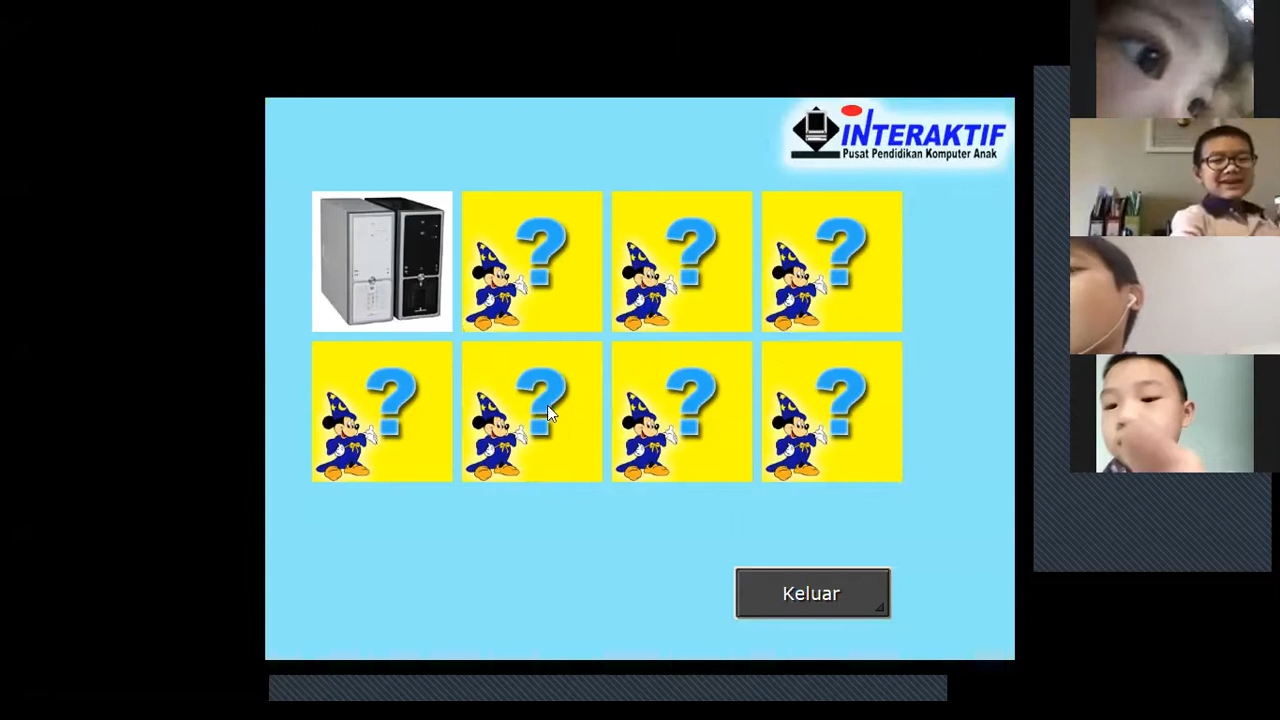 INTERAKTIF
Pusat Pendidikan Komputer Anak
? ? ?
? ? ? ?
Keluar